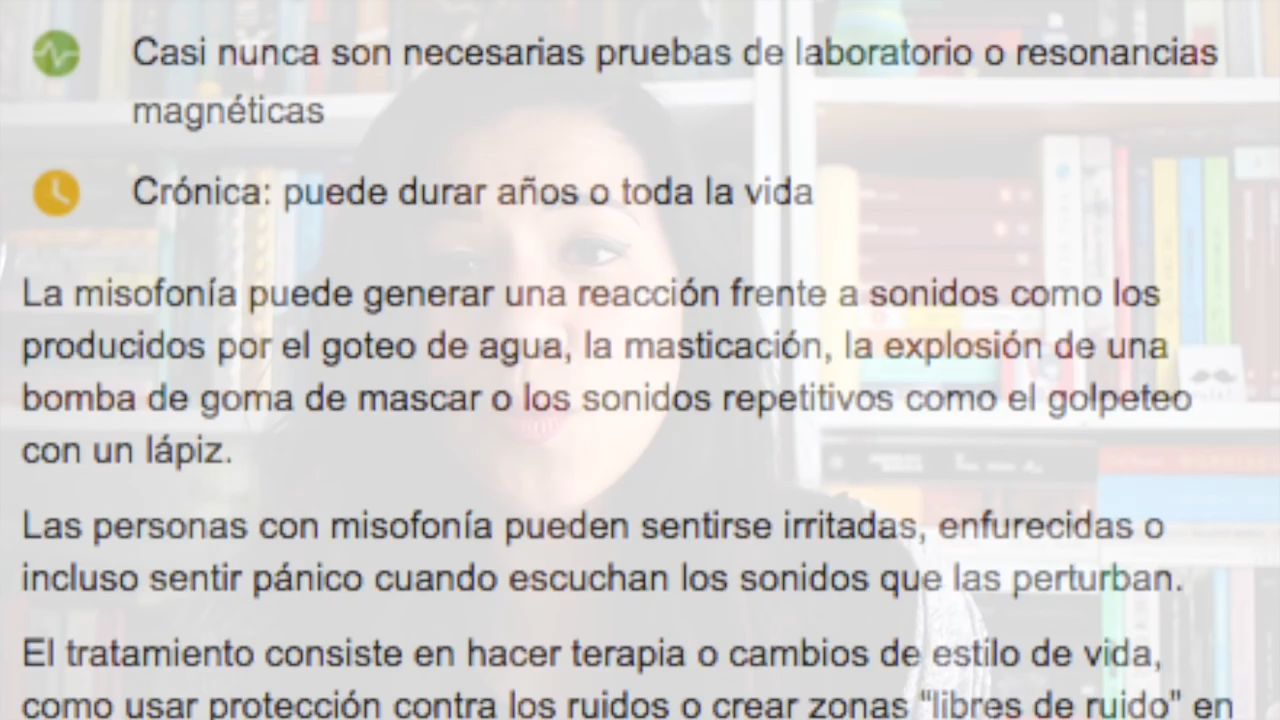 Casi nunca son necesarias pruebas de laboratorio o resonancias
magnéticas
Crónica: puede durar años o toda la vida
La misofonía puede generar una reacción frente a sonidos como los
producidos por el goteo de agua, la masticación, la explosión de una
bomba de goma de mascar o los sonidos repetitivos como el golpeteo
con un lápiz.
Las personas con misofonía pueden sentirse irritadas, enfurecidas o
incluso sentir pánico cuando escuchan los sonidos que las perturban.
El tratamiento consiste en hacer terapia o cambios de estilo de vida,
como usar protección contra los ruidos o crear zonas “libres de ruido” en